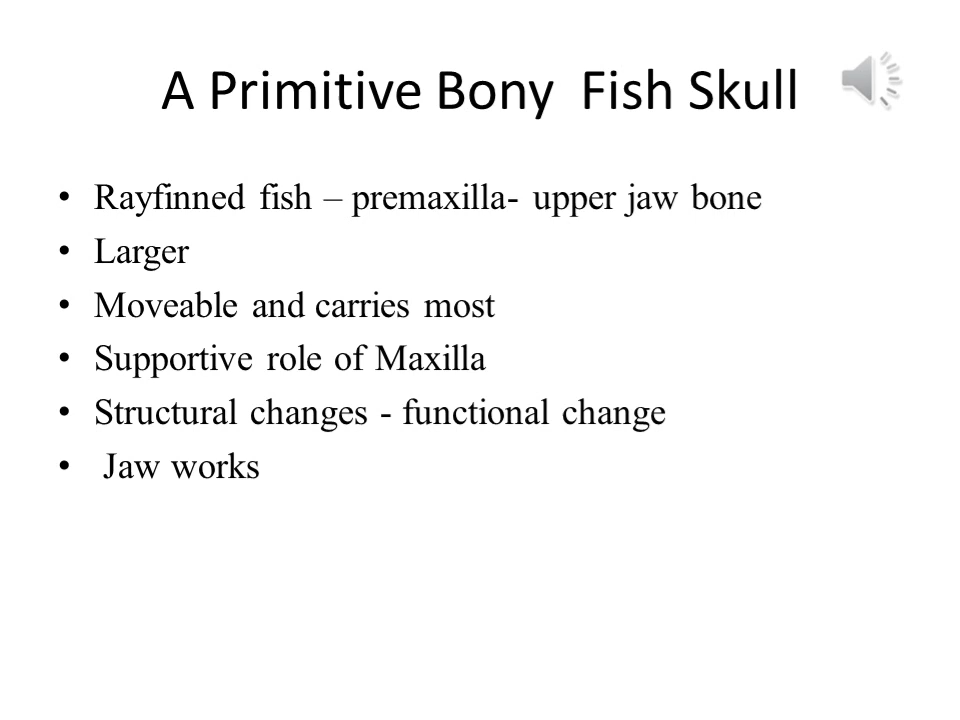 A Primitive Bony  Fish Skull
• Rayfinned fish – premaxilla- upper jaw bone
• Larger
• Moveable and carries most
• Supportive role of Maxilla
• Structural changes - functional change
•  Jaw works